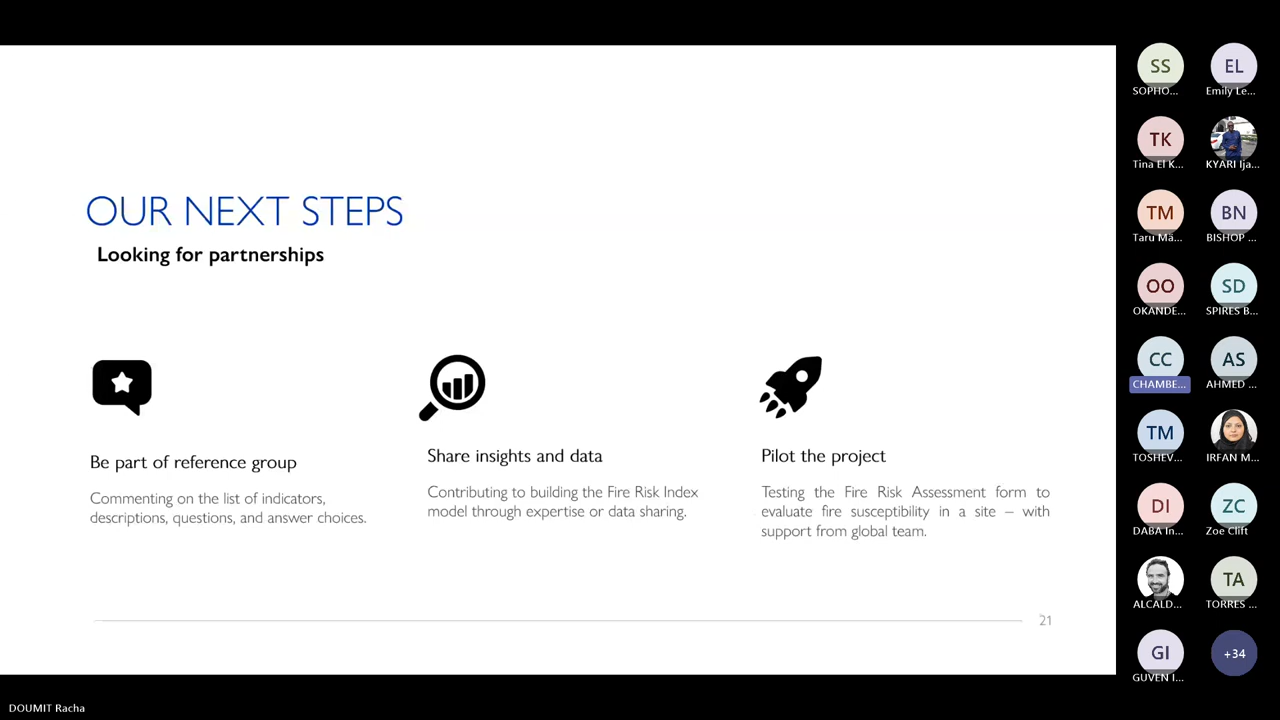 OUR NEXT STEPS
Looking for partnerships
Be part of reference group
Commenting on the list of indicators,
descriptions, questions, and answer choices.
Share insights and data
Contributing to building the Fire Risk Index
model through expertise or data sharing.
Pilot the project
Testing the Fire Risk Assessment form to
evaluate fire susceptibility in a site – with
support from global team.
21
SS
SOPHO...
EL
Emily Le...
TK
Tina El K...
KYARI Ija...
TM
Taru Mä...
BN
BISHOP ...
OO
OKANDE...
SD
SPIRES B...
CC
CHAMBE...
AS
AHMED ...
TM
TOSHEV...
IRFAN M...
DI
DABA In...
ZC
Zoe Clift
ALCALD...
TA
TORRES ...
GI
GUVEN I...
+34
DOUMIT Racha